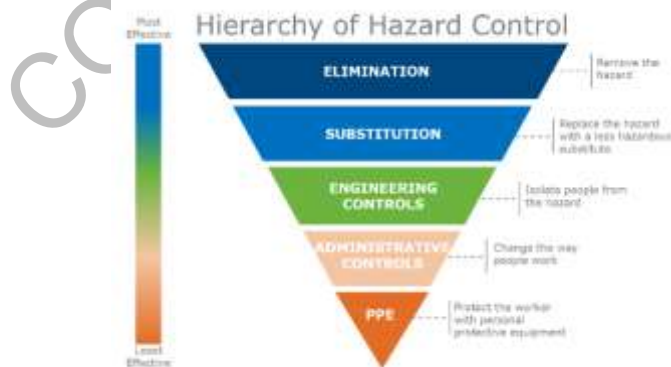 Hierarchy of Hazard Control
Most
Effective
ELIMINATION
Remove the
hazard
SUBSTITUTION
Replace the hazard
with a less hazardous
substitute
ENGINEERING
CONTROLS
Isolate people from
the hazard
ADMINISTRATIVE
CONTROLS
Change the way
people work
PPE
Protect the worker
with personal
protective equipment
Least
Effective